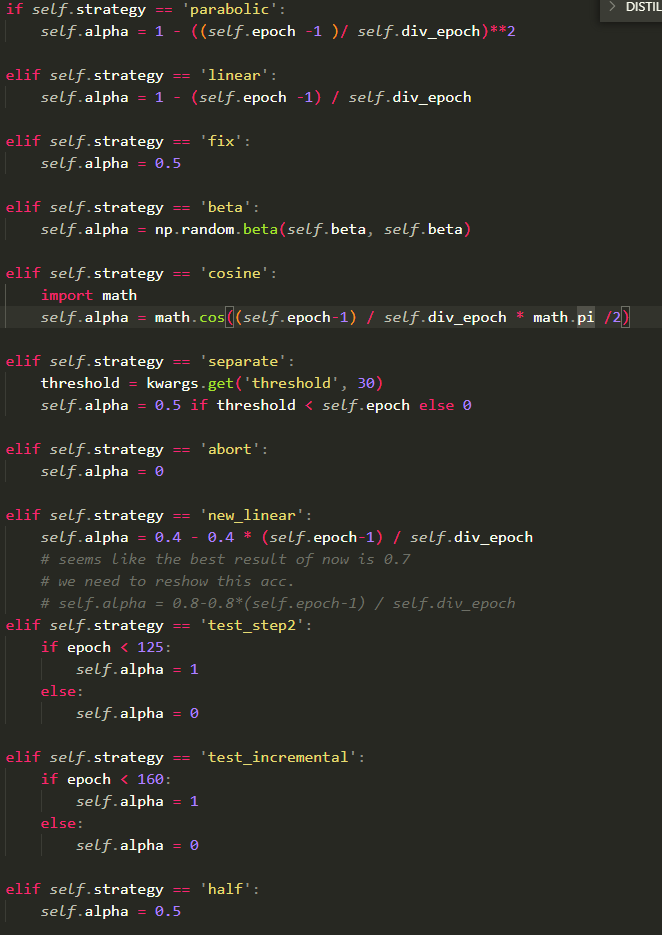 DISTIL
if self.strategy == 'parabolic':
    self.alpha = 1 - ((self.epoch -1 )/ self.div_epoch)**2

elif self.strategy == 'linear':
    self.alpha = 1 - (self.epoch -1) / self.div_epoch

elif self.strategy == 'fix':
    self.alpha = 0.5

elif self.strategy == 'beta':
    self.alpha = np.random.beta(self.beta, self.beta)

elif self.strategy == 'cosine':
    import math
    self.alpha = math.cos((self.epoch-1) / self.div_epoch * math.pi /2)

elif self.strategy == 'separate':
    threshold = kwargs.get('threshold', 30)
    self.alpha = 0.5 if threshold < self.epoch else 0

elif self.strategy == 'abort':
    self.alpha = 0

elif self.strategy == 'new_linear':
    self.alpha = 0.4 - 0.4 * (self.epoch-1) / self.div_epoch
    # seems like the best result of now is 0.7
    # we need to reshow this acc.
    # self.alpha = 0.8-0.8*(self.epoch-1) / self.div_epoch
elif self.strategy == 'test_step2':
    if epoch < 125:
        self.alpha = 1
    else:
        self.alpha = 0

elif self.strategy == 'test_incremental':
    if epoch < 160:
        self.alpha = 1
    else:
        self.alpha = 0

elif self.strategy == 'half':
    self.alpha = 0.5